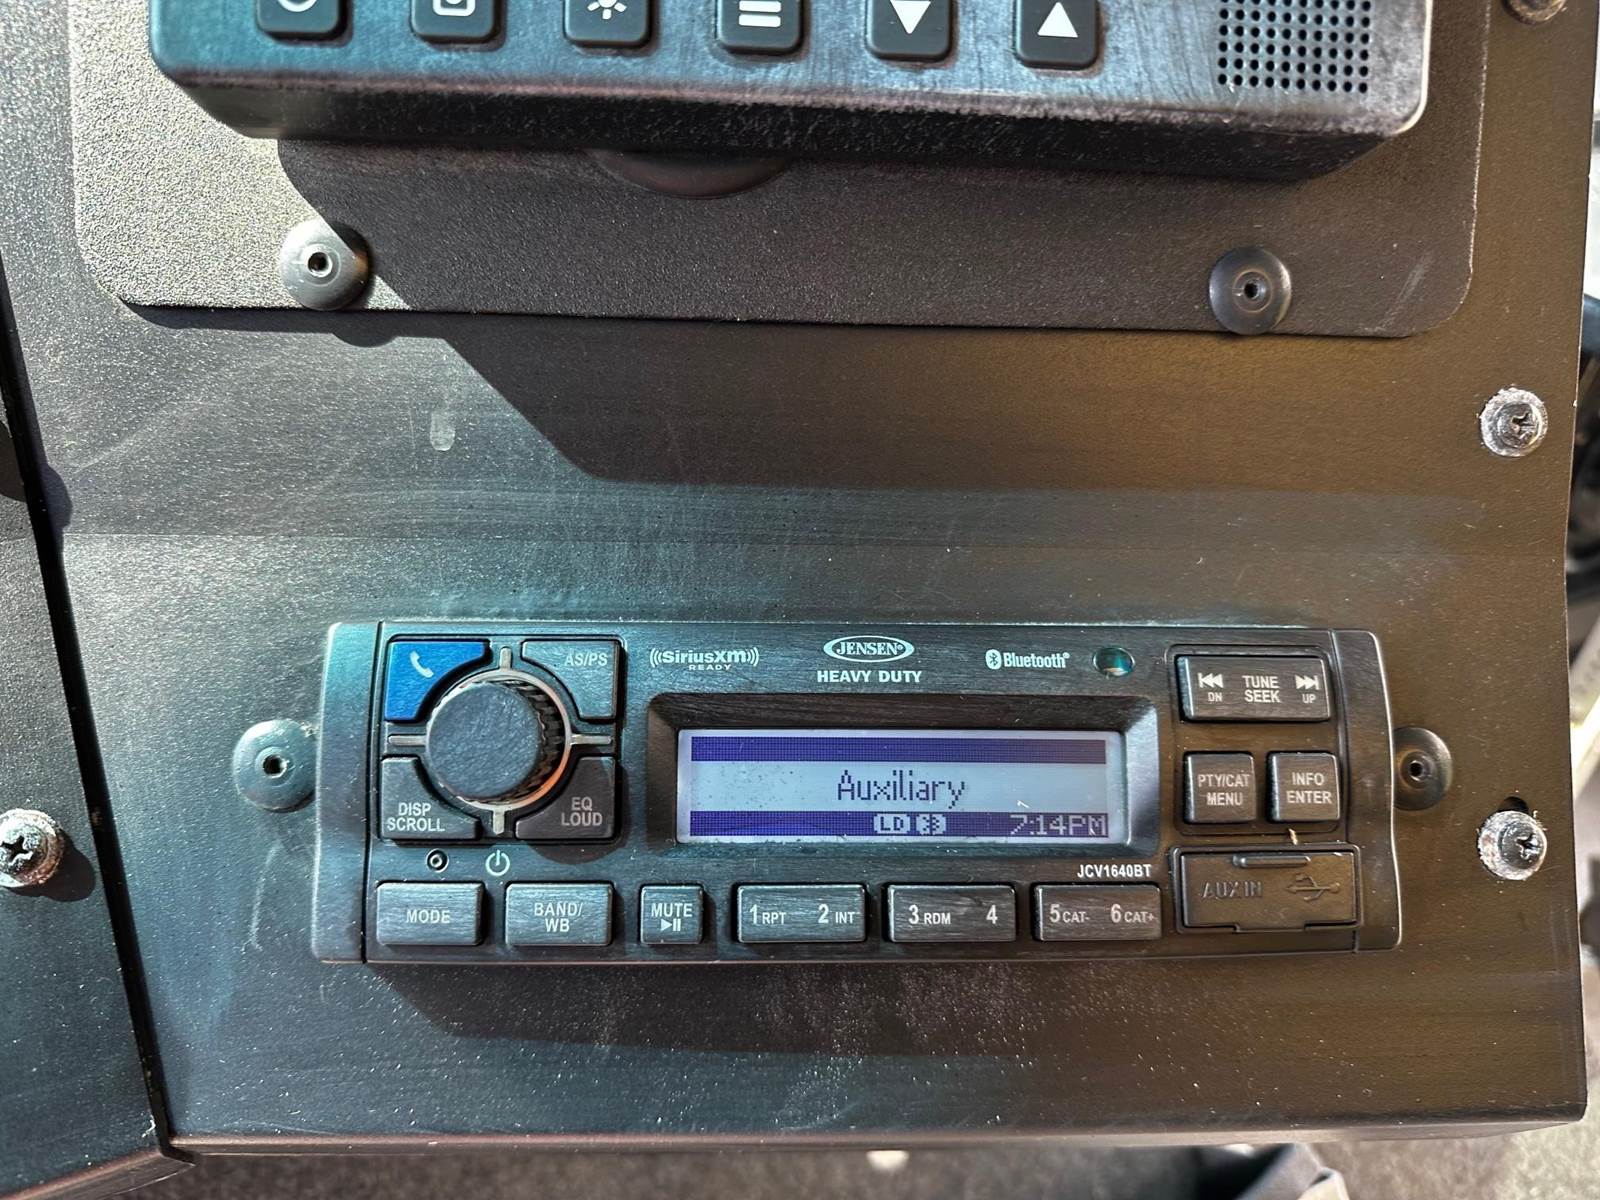 AS/PS
((SiriusXm))
READY
JENSEN®
HEAVY DUTY
Bluetooth®
TUNE
SEEK
DN
UP
Auxiliary
LD
7:14PM
PTY/CAT
MENU
INFO
ENTER
DISP
SCROLL
EQ
LOUD
JCV1640BT
AUX IN
MODE
BAND/
WB
MUTE
1 RPT 2 INT
3 RDM 4
5 CAT- 6 CAT+